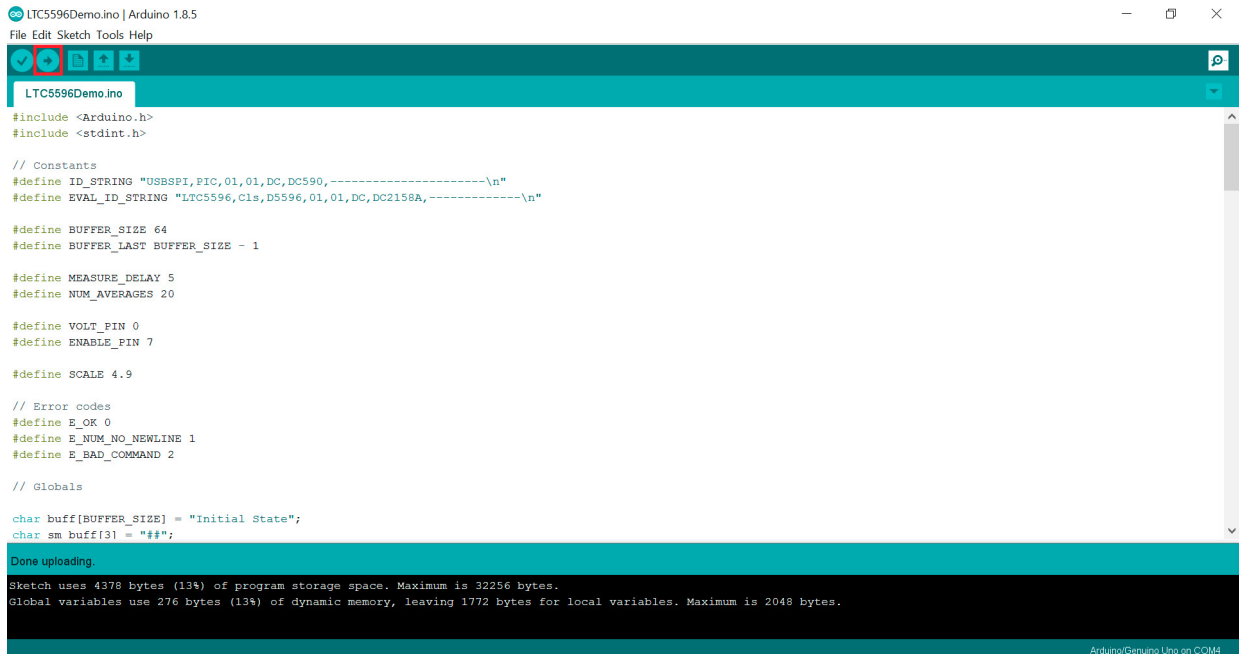 LTC5596Demo.ino | Arduino 1.8.5
File Edit Sketch Tools Help
LTC5596Demo.ino
#include <Arduino.h>
#include <stdint.h>
// Constants
#define ID_STRING "USBSPI,PIC,01,01,DC,DC590,----------------------\n"
#define EVAL_ID_STRING "LTC5596,Cls,D5596,01,01,DC,DC2158A,-------------\n"
#define BUFFER_SIZE 64
#define BUFFER_LAST BUFFER_SIZE - 1
#define MEASURE_DELAY 5
#define NUM_AVERAGES 20
#define VOLT_PIN 0
#define ENABLE_PIN 7
#define SCALE 4.9
// Error codes
#define E_OK 0
#define E_NUM_NO_NEWLINE 1
#define E_BAD_COMMAND 2
// Globals
char buff[BUFFER_SIZE] = "Initial State";
char sm_buff[3] = "##";
Done uploading.
Sketch uses 4378 bytes (13%) of program storage space. Maximum is 32256 bytes.
Global variables use 276 bytes (13%) of dynamic memory, leaving 1772 bytes for local variables. Maximum is 2048 bytes.
Arduino/Genuino Uno on COM4